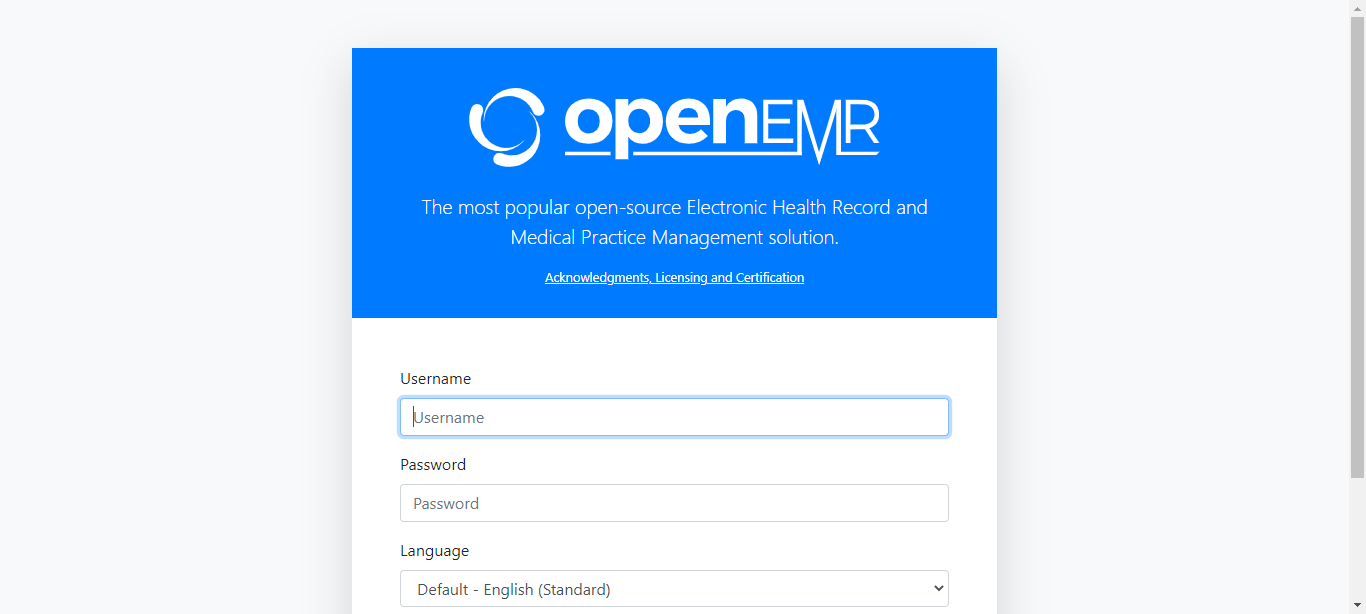 openEMR
The most popular open-source Electronic Health Record and
Medical Practice Management solution.
Acknowledgments, Licensing and Certification
Username
Username
Password
Password
Language
Default - English (Standard)